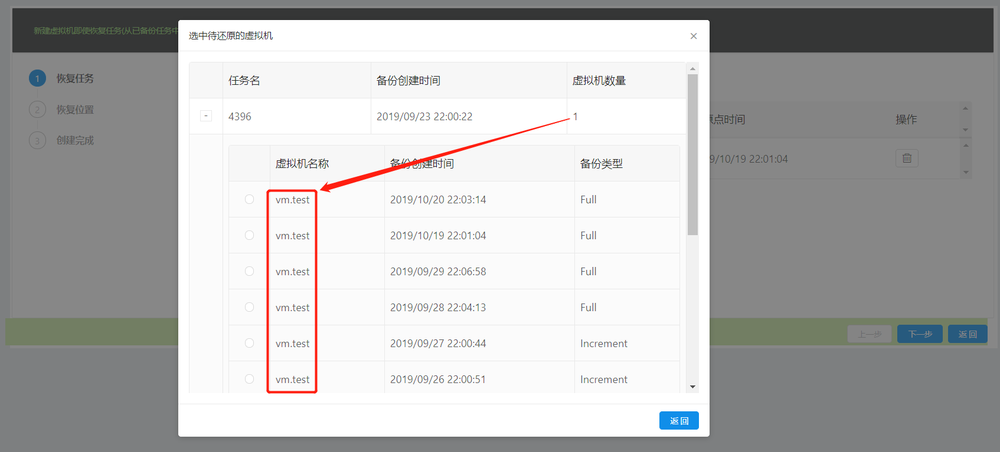 新建虚拟机即使恢复任务(从已备份任务中
选中待还原的虚拟机
×
1 恢复任务
2 恢复位置
3 创建完成
任务名 备份创建时间 虚拟机数量
- 4396 2019/09/23 22:00:22 1
虚拟机名称 备份创建时间 备份类型
vm.test 2019/10/20 22:03:14 Full
vm.test 2019/10/19 22:01:04 Full
vm.test 2019/09/29 22:06:58 Full
vm.test 2019/09/28 22:04:13 Full
vm.test 2019/09/27 22:00:44 Increment
vm.test 2019/09/26 22:00:51 Increment
返回
原点时间 操作
9/10/19 22:01:04
上一步 下一步 返回